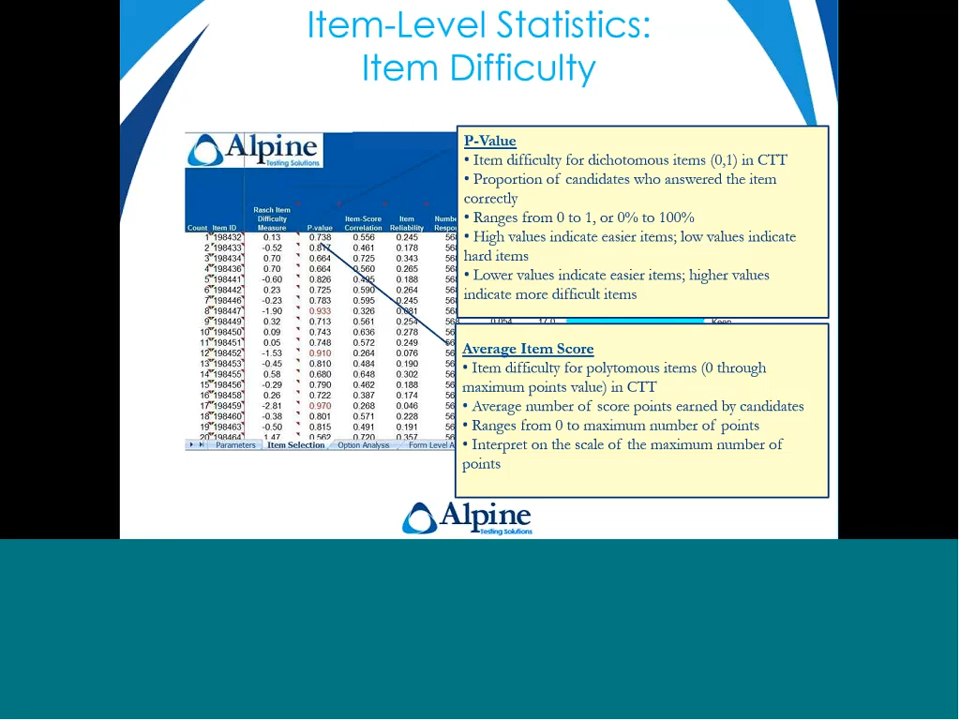 Item-Level Statistics:
Item Difficulty
Alpine
Testing Solutions
Rasch Item
Difficulty Item-Score Item
Count Item ID Measure P-value Correlation Reliability
1 198432 0.13 0.738 0.556 0.245
2 198433 -0.52 0.461 0.178
3 198434 0.70 0.664 0.725 0.343
4 198436 0.70 0.664 0.560 0.265
5 198441 -0.60 0.826 0.188
6 198442 0.23 0.725 0.590 0.264
7 198446 -0.23 0.783 0.595 0.245
8 198447 -1.90 0.933 0.326
9 198449 0.32 0.713 0.561 0.254
10 198450 0.09 0.743 0.636 0.278
11 198451 0.05 0.748 0.572 0.249
12 198452 -1.53 0.910 0.264 0.076
13 198453 -0.45 0.810 0.484 0.190
14 198455 0.58 0.680 0.648 0.302
15 198456 -0.29 0.790 0.462 0.188
16 198458 0.26 0.722 0.387 0.174
17 198459 -2.81 0.970 0.268 0.046
18 198460 -0.38 0.801 0.571 0.228
19 198463 -0.50 0.815 0.491 0.191
20 198464 1.47 0.562 0.720 0.357
Parameters Item Selection Option Analysis Form Level A
P-Value
• Item difficulty for dichotomous items (0,1) in CTT
• Proportion of candidates who answered the item
correctly
• Ranges from 0 to 1, or 0% to 100%
• High values indicate easier items; low values indicate
hard items
• Lower values indicate easier items; higher values
indicate more difficult items
Average Item Score
• Item difficulty for polytomous items (0 through
maximum points value) in CTT
• Average number of score points earned by candidates
• Ranges from 0 to maximum number of points
• Interpret on the scale of the maximum number of
points
Alpine
Testing Solutions